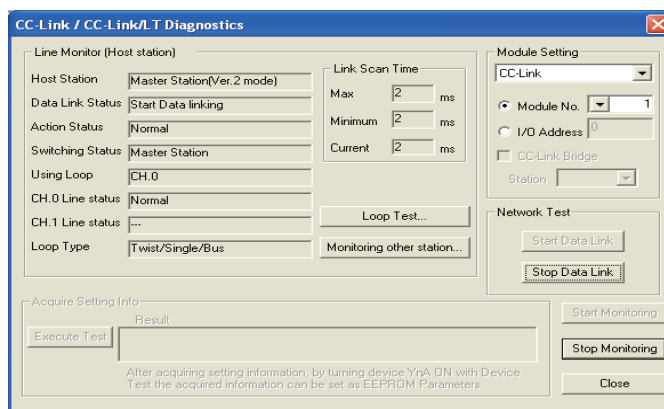 CC-Link / CC-Link/LT Diagnostics
Line Monitor (Host station)
Host Station Master Station(Ver.2 mode)
Data Link Status Start Data linking
Action Status Normal
Switching Status Master Station
Using Loop CH.0
CH.0 Line status Normal
CH.1 Line status ---
Loop Type Twist/Single/Bus
Link Scan Time
Max 2 ms
Minimum 2 ms
Current 2 ms
Loop Test...
Monitoring other station...
Module Setting
CC-Link
Module No. 1
I/O Address 0
CC-Link Bridge
Station
Network Test
Start Data Link
Stop Data Link
Acquire Setting Info
Execute Test
Result
After acquiring setting information, by turning device YnA ON with Device
Test the acquired information can be set as EEPROM Parameters.
Start Monitoring
Stop Monitoring
Close